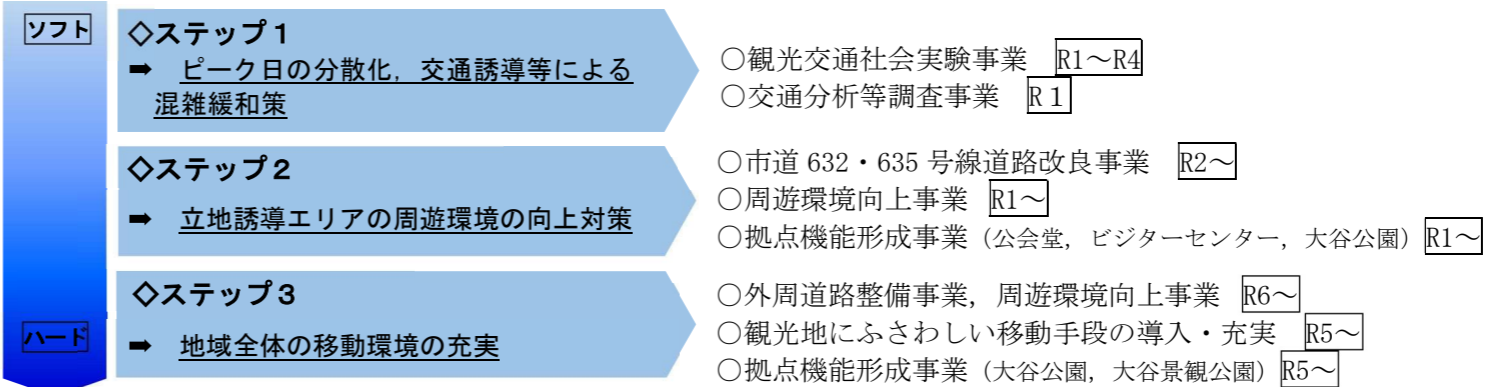 ソフト
◇ステップ1
➡ ピーク日の分散化，交通誘導等による
混雑緩和策
○観光交通社会実験事業 R1～R4
○交通分析等調査事業 R１
◇ステップ2
➡ 立地誘導エリアの周遊環境の向上対策
○市道 632・635 号線道路改良事業 R2～
○周遊環境向上事業 R1～
○拠点機能形成事業（公会堂，ビジターセンター，大谷公園）R1～
◇ステップ3
➡ 地域全体の移動環境の充実
○外周道路整備事業，周遊環境向上事業 R6～
○観光地にふさわしい移動手段の導入・充実 R5～
○拠点機能形成事業（大谷公園，大谷景観公園）R5～
ハード